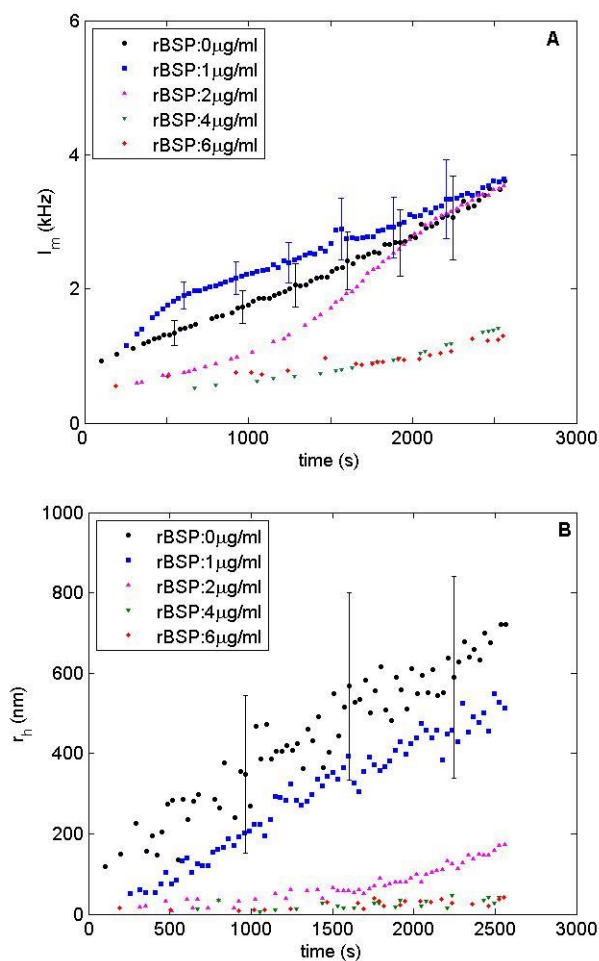 A
6
4
2
0
I_m (kHz)
rBSP:0μg/ml
rBSP:1μg/ml
rBSP:2μg/ml
rBSP:4μg/ml
rBSP:6μg/ml
0 1000 2000 3000
time (s)
B
1000
800
600
400
200
0
r_h (nm)
rBSP:0μg/ml
rBSP:1μg/ml
rBSP:2μg/ml
rBSP:4μg/ml
rBSP:6μg/ml
0 500 1000 1500 2000 2500 3000
time (s)